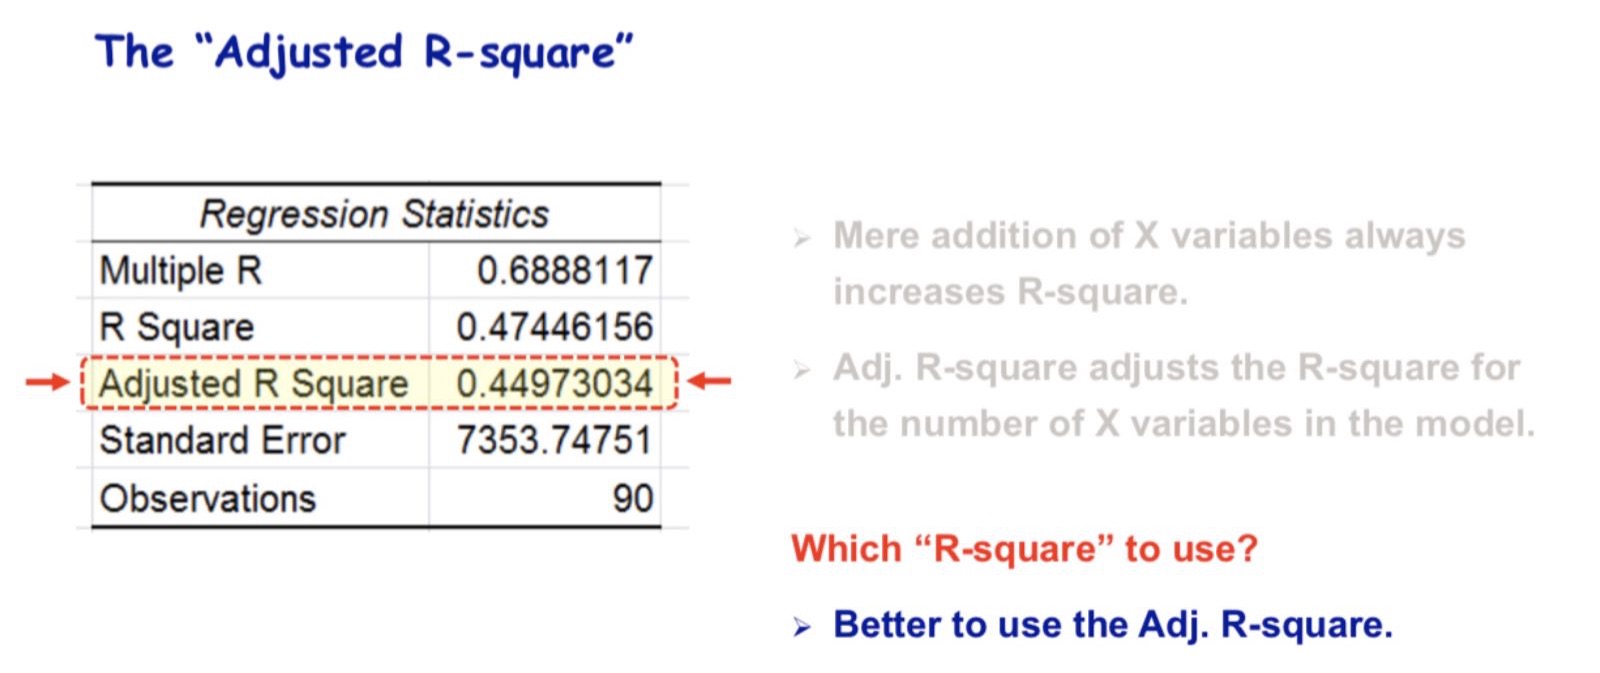 The “Adjusted R-square”
Regression Statistics
Multiple R 0.6888117
R Square 0.47446156
Adjusted R Square 0.44973034
Standard Error 7353.74751
Observations 90
➢ Mere addition of X variables always
increases R-square.
➢ Adj. R-square adjusts the R-square for
the number of X variables in the model.
Which “R-square” to use?
➢ Better to use the Adj. R-square.